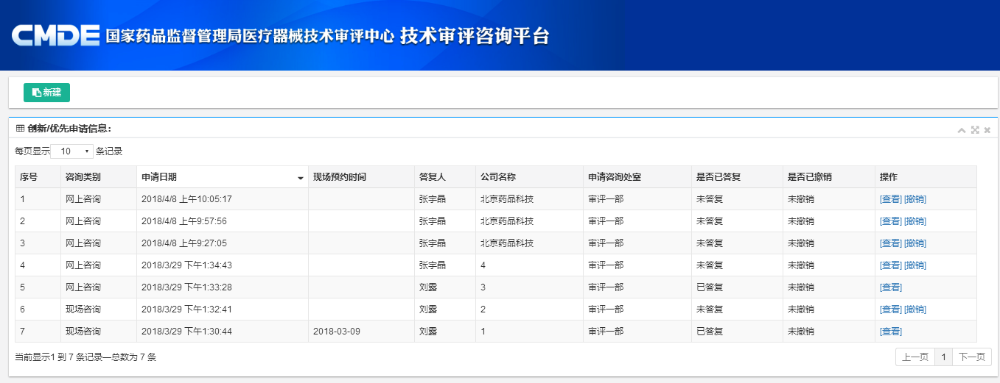 CMDE 国家药品监督管理局医疗器械技术审评中心 技术审评咨询平台
新建
创新/优先申请信息：
每页显示 10 条记录
序号 咨询类别 申请日期 现场预约时间 答复人 公司名称 申请咨询处室 是否已答复 是否已撤销 操作
1 网上咨询 2018/4/8 上午10:05:17 张宇晶 北京药品科技 审评一部 未答复 未撤销 [查看] [撤销]
2 网上咨询 2018/4/8 上午9:57:56 张宇晶 北京药品科技 审评一部 未答复 未撤销 [查看] [撤销]
3 网上咨询 2018/4/8 上午9:27:05 张宇晶 北京药品科技 审评一部 未答复 未撤销 [查看] [撤销]
4 网上咨询 2018/3/29 下午1:34:43 张宇晶 4 审评一部 未答复 未撤销 [查看] [撤销]
5 网上咨询 2018/3/29 下午1:33:28 刘露 3 审评一部 已答复 未撤销 [查看]
6 现场咨询 2018/3/29 下午1:32:41 刘露 2 审评一部 未答复 未撤销 [查看] [撤销]
7 现场咨询 2018/3/29 下午1:30:44 2018-03-09 刘露 1 审评一部 已答复 未撤销 [查看]
当前显示1 到 7 条记录—总数为 7 条 上一页 1 下一页